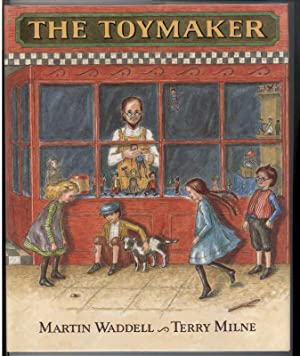 THE TOYMAKER
MARTIN WADDELL ~ TERRY MILNE